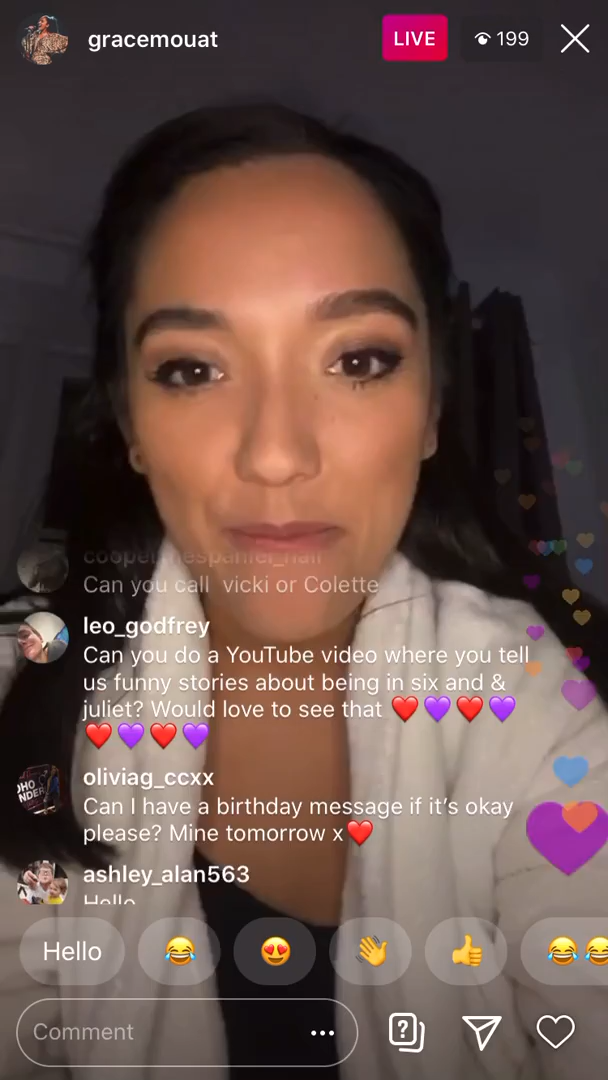 gracemouat
LIVE
199
Can you call vicki or Colette
leo_godfrey
Can you do a YouTube video where you tell
us funny stories about being in six and &
juliet? Would love to see that ❤️💜❤️💜
❤️💜❤️💜
oliviag_ccxx
Can I have a birthday message if it’s okay
please? Mine tomorrow x❤️
ashley_alan563
Hello
Hello 😂 😍 👋 👍 😂😂
Comment
?